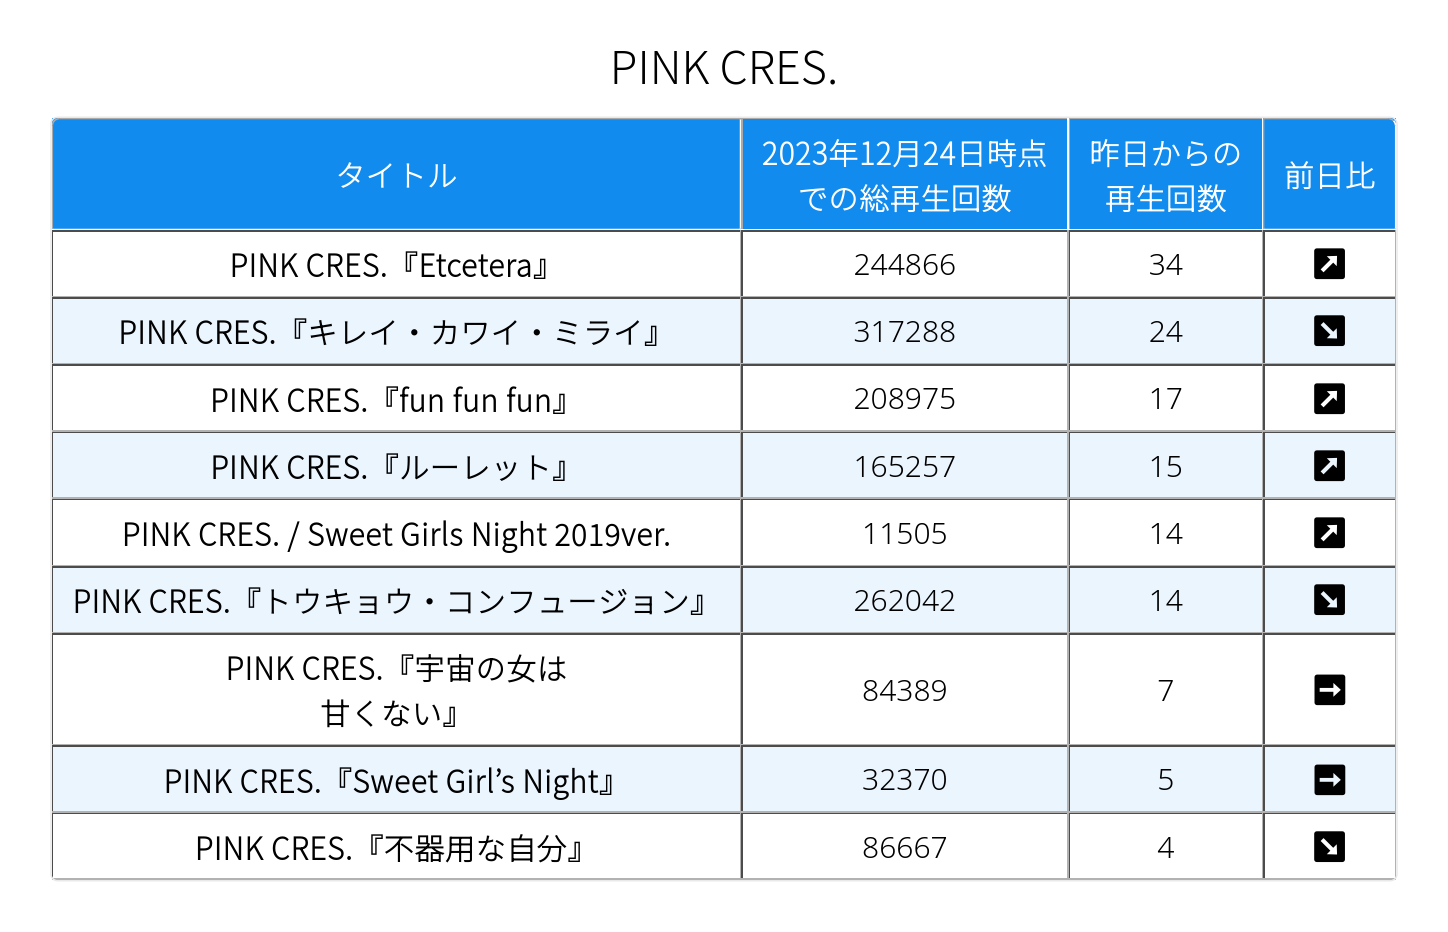 PINK CRES.
タイトル
2023年12月24日時点
での総再生回数
昨日からの
再生回数
前日比
PINK CRES.『Etcetera』 244866 34 ↗
PINK CRES.『キレイ・カワイ・ミライ』 317288 24 ↘
PINK CRES.『fun fun fun』 208975 17 ↗
PINK CRES.『ルーレット』 165257 15 ↗
PINK CRES. / Sweet Girls Night 2019ver. 11505 14 ↗
PINK CRES.『トウキョウ・コンフュージョン』 262042 14 ↘
PINK CRES.『宇宙の女は
甘くない』 84389 7 →
PINK CRES.『Sweet Girl’s Night』 32370 5 →
PINK CRES.『不器用な自分』 86667 4 ↘